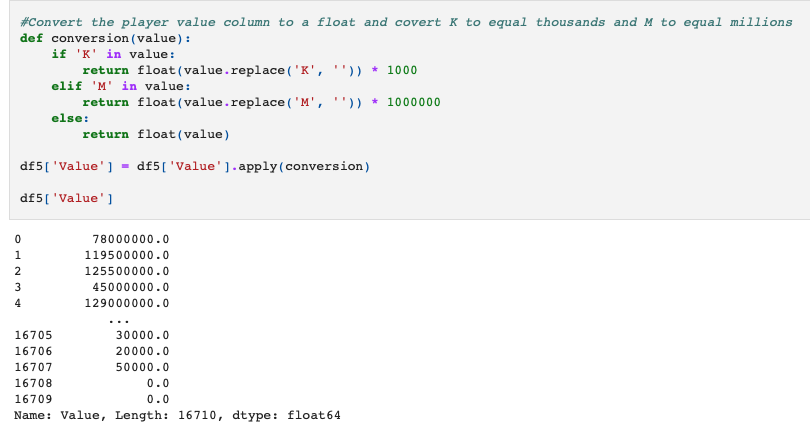 #Convert the player value column to a float and covert K to equal thousands and M to equal millions
def conversion(value):
    if 'K' in value:
        return float(value.replace('K', '')) * 1000
    elif 'M' in value:
        return float(value.replace('M', '')) * 1000000
    else:
        return float(value)
df5['Value'] = df5['Value'].apply(conversion)
df5['Value']
0         78000000.0
1        119500000.0
2        125500000.0
3         45000000.0
4        129000000.0
            ...
16705        30000.0
16706        20000.0
16707        50000.0
16708            0.0
16709            0.0
Name: Value, Length: 16710, dtype: float64